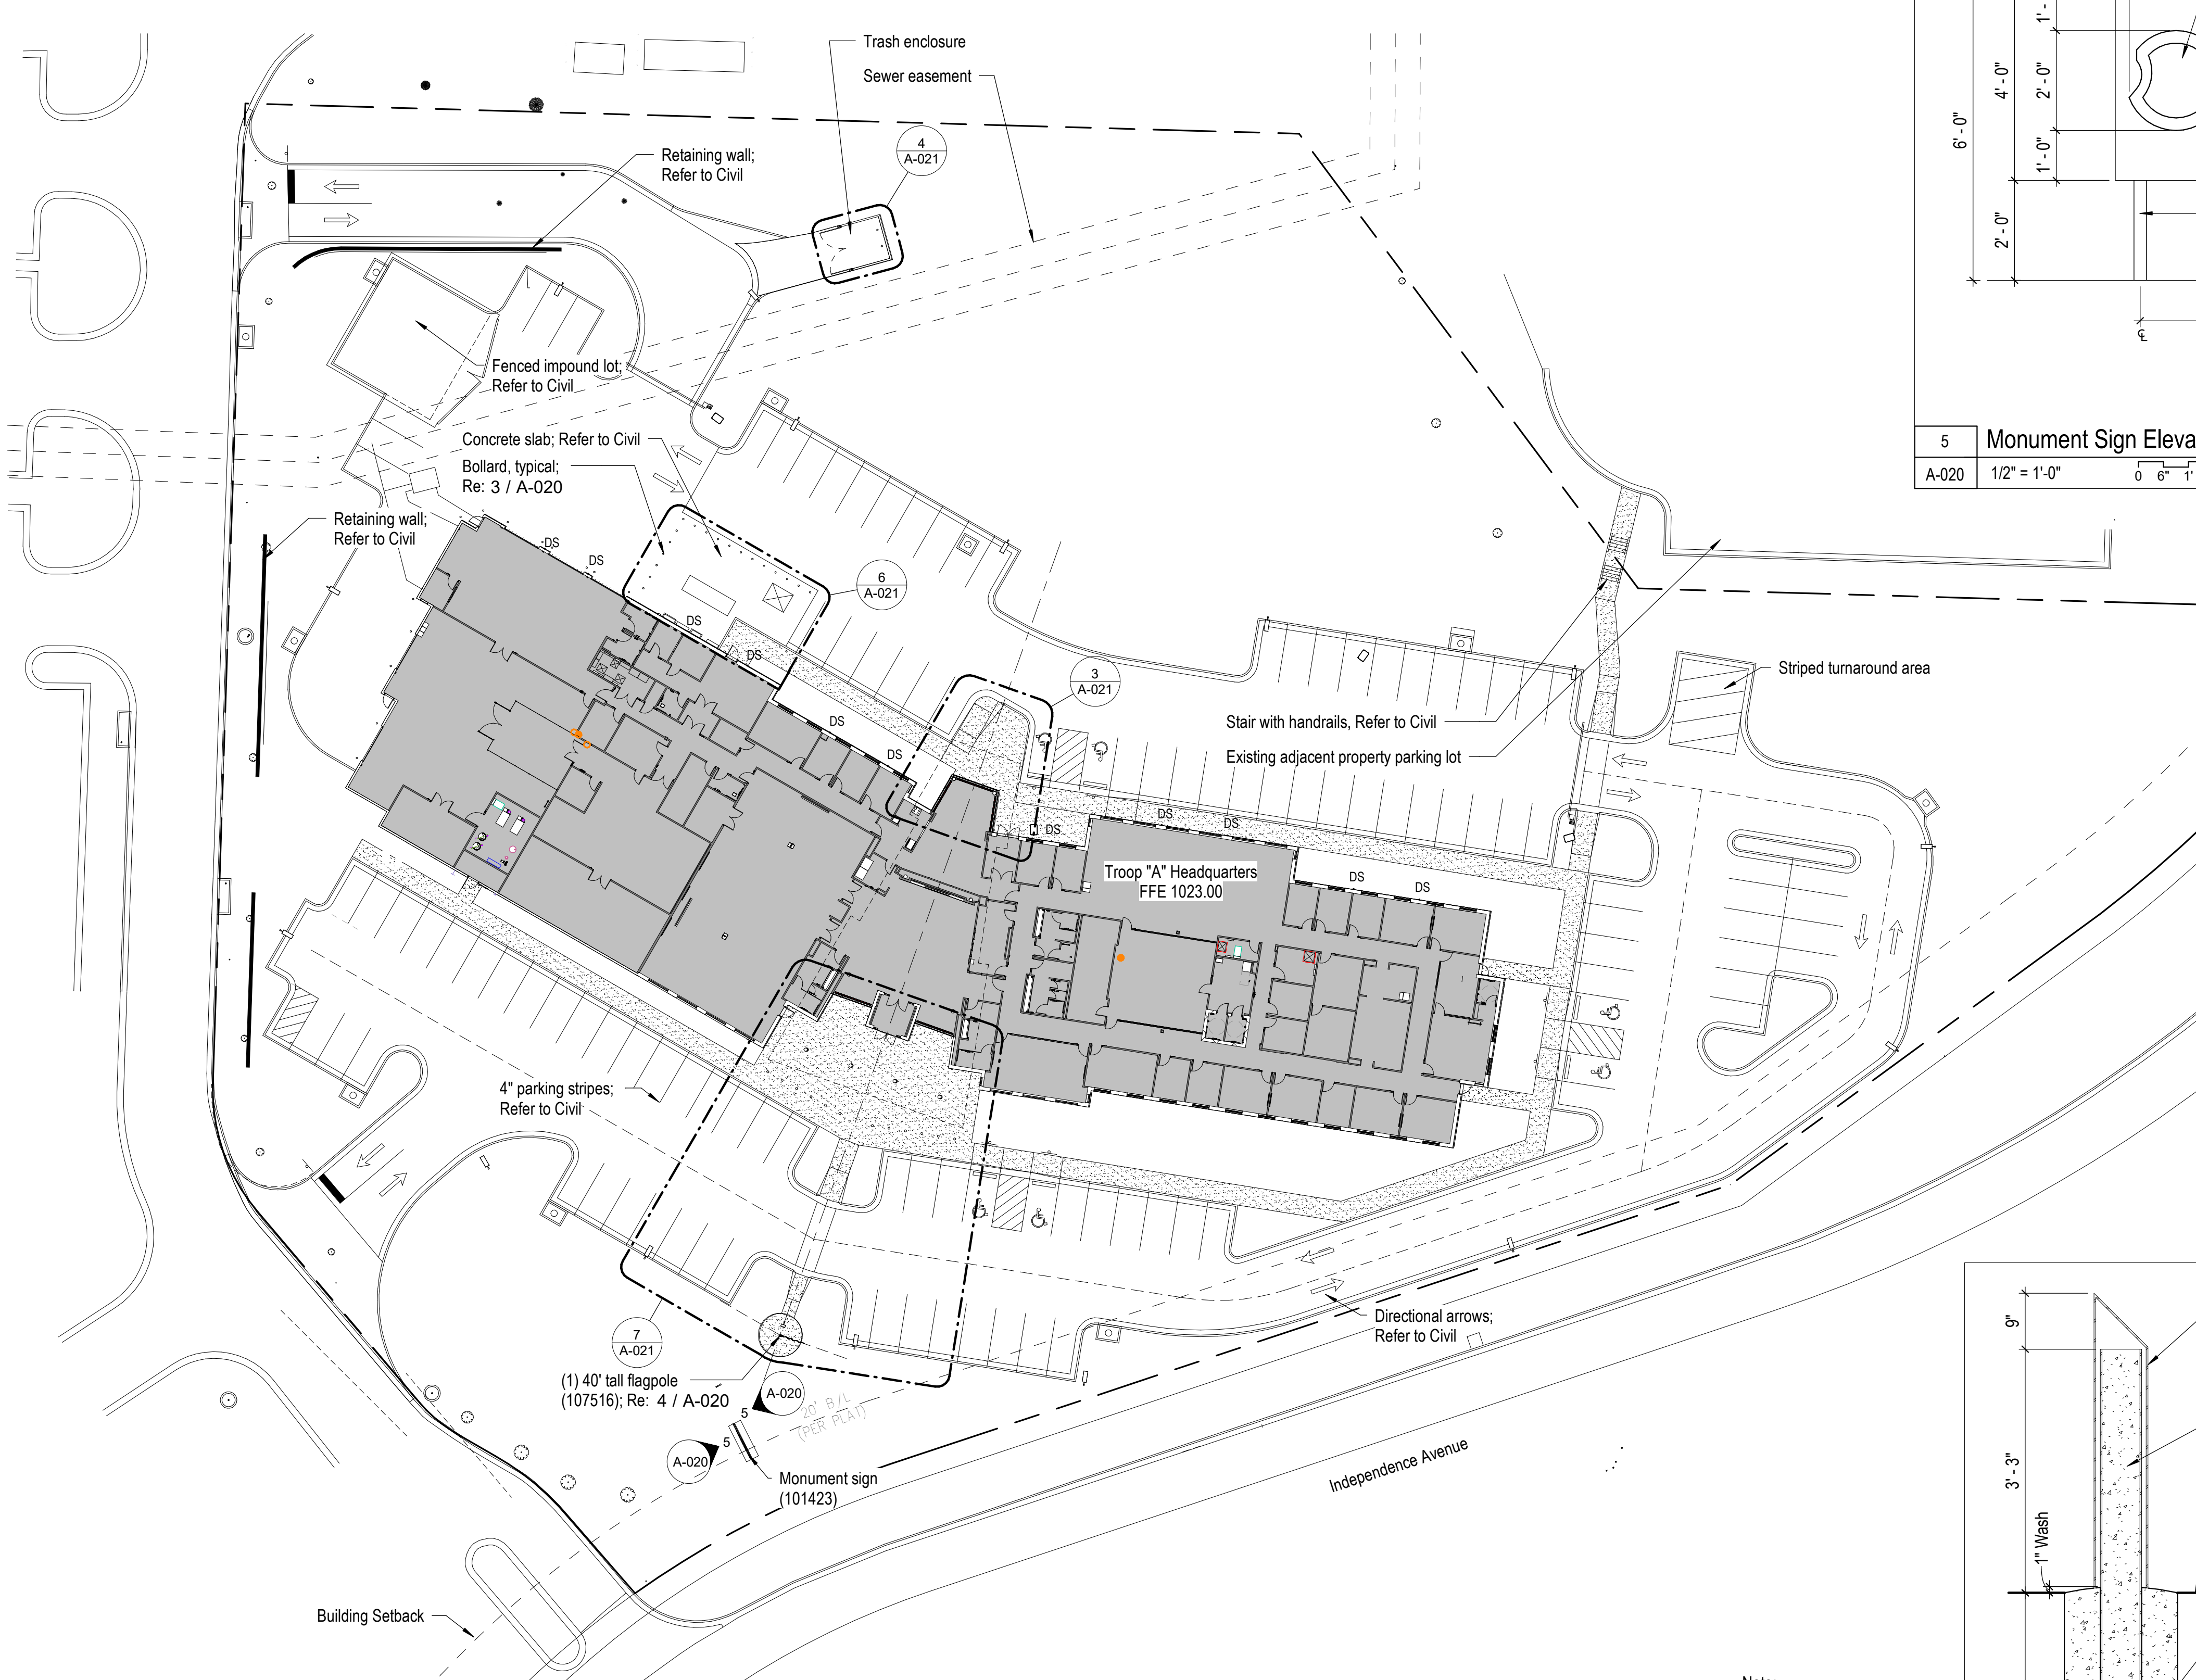 Trash enclosure
Sewer easement
4
A-021
Retaining wall;
Refer to Civil
Fenced impound lot;
Refer to Civil
Concrete slab; Refer to Civil
Bollard, typical;
Re: 3 / A-020
Retaining wall;
Refer to Civil
DS
DS
DS
DS
DS
DS
DS
DS
DS
DS
DS
6
A-021
3
A-021
Striped turnaround area
Stair with handrails, Refer to Civil
Existing adjacent property parking lot
Troop "A" Headquarters
FFE 1023.00
4" parking stripes;
Refer to Civil
7
A-021
(1) 40' tall flagpole
(107516); Re: 4 / A-020
A-020
5
5
A-020
20' B/L
(PER PLAT)
Monument sign
(101423)
Directional arrows;
Refer to Civil
Independence Avenue
Building Setback
1'-
2' - 0"
1' - 0"
4' - 0"
2' - 0"
6' - 0"
5
A-020
Monument Sign Eleva
1/2" = 1'-0"
0 6" 1'
9"
3' - 3"
1" Wash